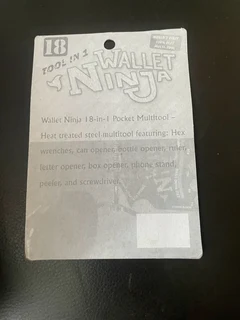 18
TOOL IN 1
WALLET
NINJA
Wallet Ninja 18-in-1 Pocket Multitool –
Heat treated steel multitool featuring: Hex
wrenches, can opener, bottle opener, ruler,
letter opener, box opener, phone stand,
peeler, and screwdriver.